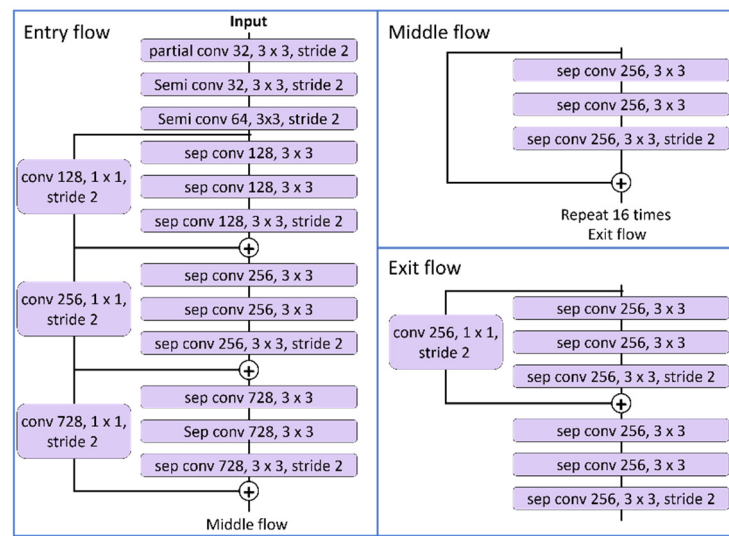 Entry flow
Input
partial conv 32, 3 x 3, stride 2
Semi conv 32, 3 x 3, stride 2
Semi conv 64, 3x3, stride 2
conv 128, 1 x 1,
stride 2
sep conv 128, 3 x 3
sep conv 128, 3 x 3
sep conv 128, 3 x 3, stride 2
+
conv 256, 1 x 1,
stride 2
sep conv 256, 3 x 3
sep conv 256, 3 x 3
sep conv 256, 3 x 3, stride 2
+
conv 728, 1 x 1,
stride 2
sep conv 728, 3 x 3
Sep conv 728, 3 x 3
sep conv 728, 3 x 3, stride 2
+
Middle flow
Middle flow
sep conv 256, 3 x 3
sep conv 256, 3 x 3
sep conv 256, 3 x 3, stride 2
+
Repeat 16 times
Exit flow
Exit flow
conv 256, 1 x 1,
stride 2
sep conv 256, 3 x 3
sep conv 256, 3 x 3
sep conv 256, 3 x 3, stride 2
+
sep conv 256, 3 x 3
sep conv 256, 3 x 3
sep conv 256, 3 x 3, stride 2